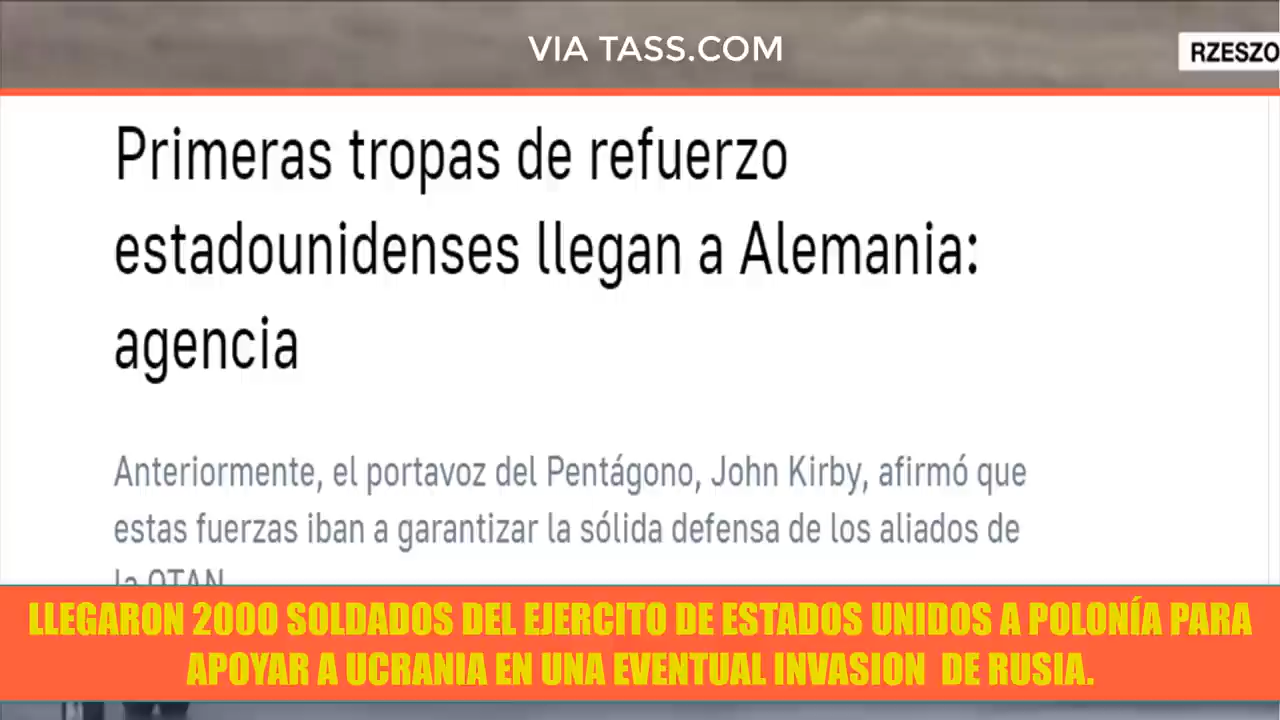 VIA TASS.COM
RZESZO
Primeras tropas de refuerzo
estadounidenses llegan a Alemania:
agencia
Anteriormente, el portavoz del Pentágono, John Kirby, afirmó que
estas fuerzas iban a garantizar la sólida defensa de los aliados de
la OTAN
LLEGARON 2000 SOLDADOS DEL EJERCITO DE ESTADOS UNIDOS A POLONÍA PARA
APOYAR A UCRANIA EN UNA EVENTUAL INVASION DE RUSIA.